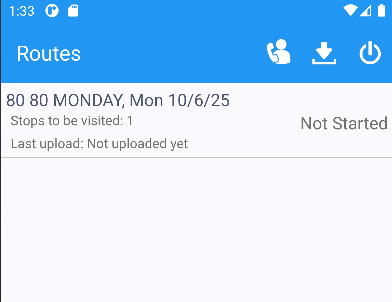 1:33
Routes
80 80 MONDAY, Mon 10/6/25
Stops to be visited: 1
Not Started
Last upload: Not uploaded yet